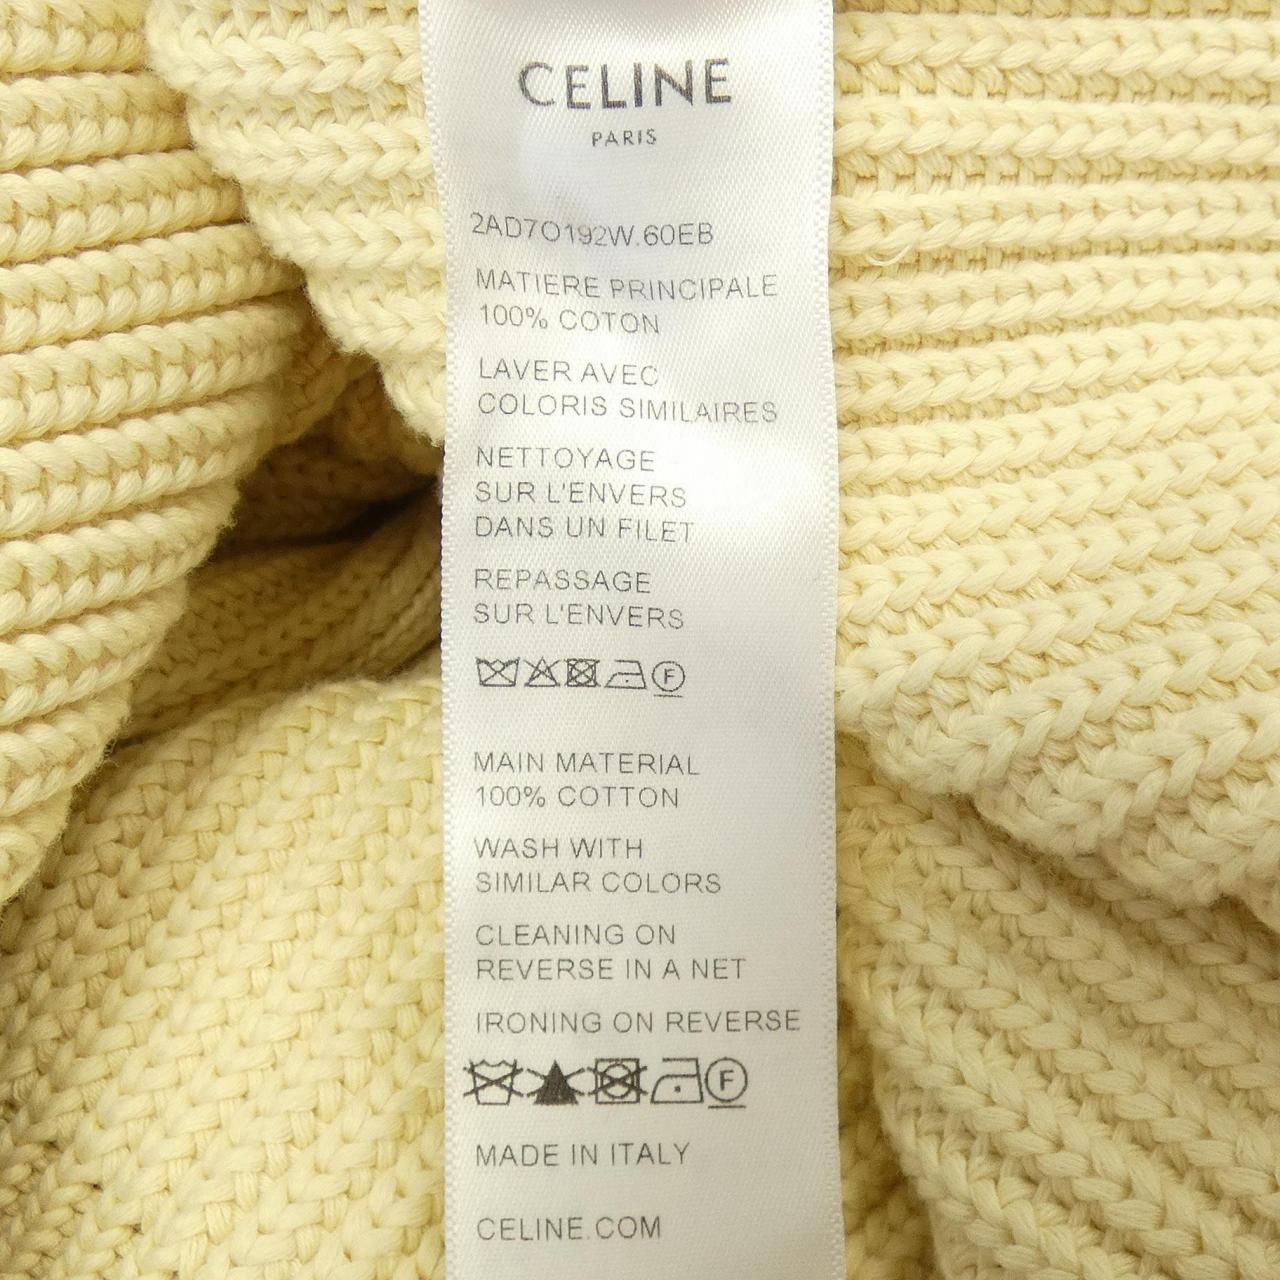 CELINE
PARIS
2AD7O192W.60EB
MATIERE PRINCIPALE
100% COTON
LAVER AVEC
COLORIS SIMILAIRES
NETTOYAGE
SUR L'ENVERS
DANS UN FILET
REPASSAGE
SUR L'ENVERS
F
MAIN MATERIAL
100% COTTON
WASH WITH
SIMILAR COLORS
CLEANING ON
REVERSE IN A NET
IRONING ON REVERSE
F
MADE IN ITALY
CELINE.COM